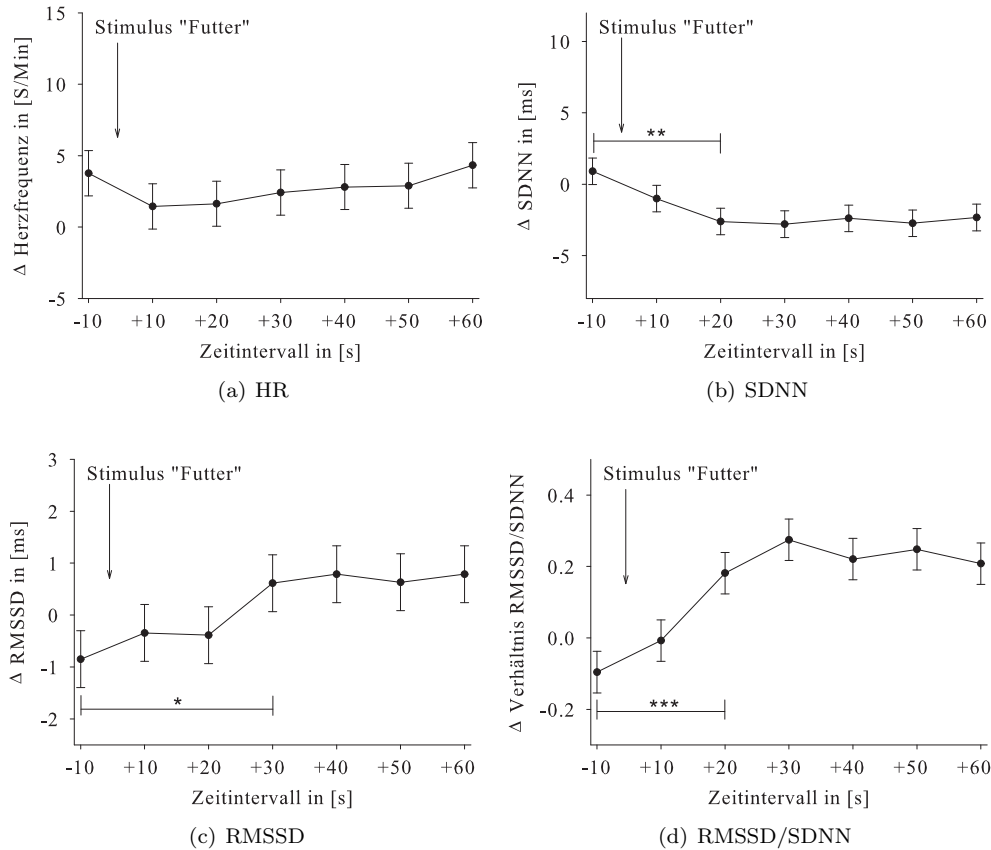 Stimulus "Futter"
Δ Herzfrequenz in [S/Min]
15
10
5
0
-5
-10 +10 +20 +30 +40 +50 +60
Zeitintervall in [s]
(a) HR
Stimulus "Futter"
Δ SDNN in [ms]
10
5
0
-5
**
-10 +10 +20 +30 +40 +50 +60
Zeitintervall in [s]
(b) SDNN
Stimulus "Futter"
Δ RMSSD in [ms]
3
2
1
0
-1
-2
*
-10 +10 +20 +30 +40 +50 +60
Zeitintervall in [s]
(c) RMSSD
Stimulus "Futter"
Δ Verhältnis RMSSD/SDNN
0.4
0.2
0.0
-0.2
***
-10 +10 +20 +30 +40 +50 +60
Zeitintervall in [s]
(d) RMSSD/SDNN